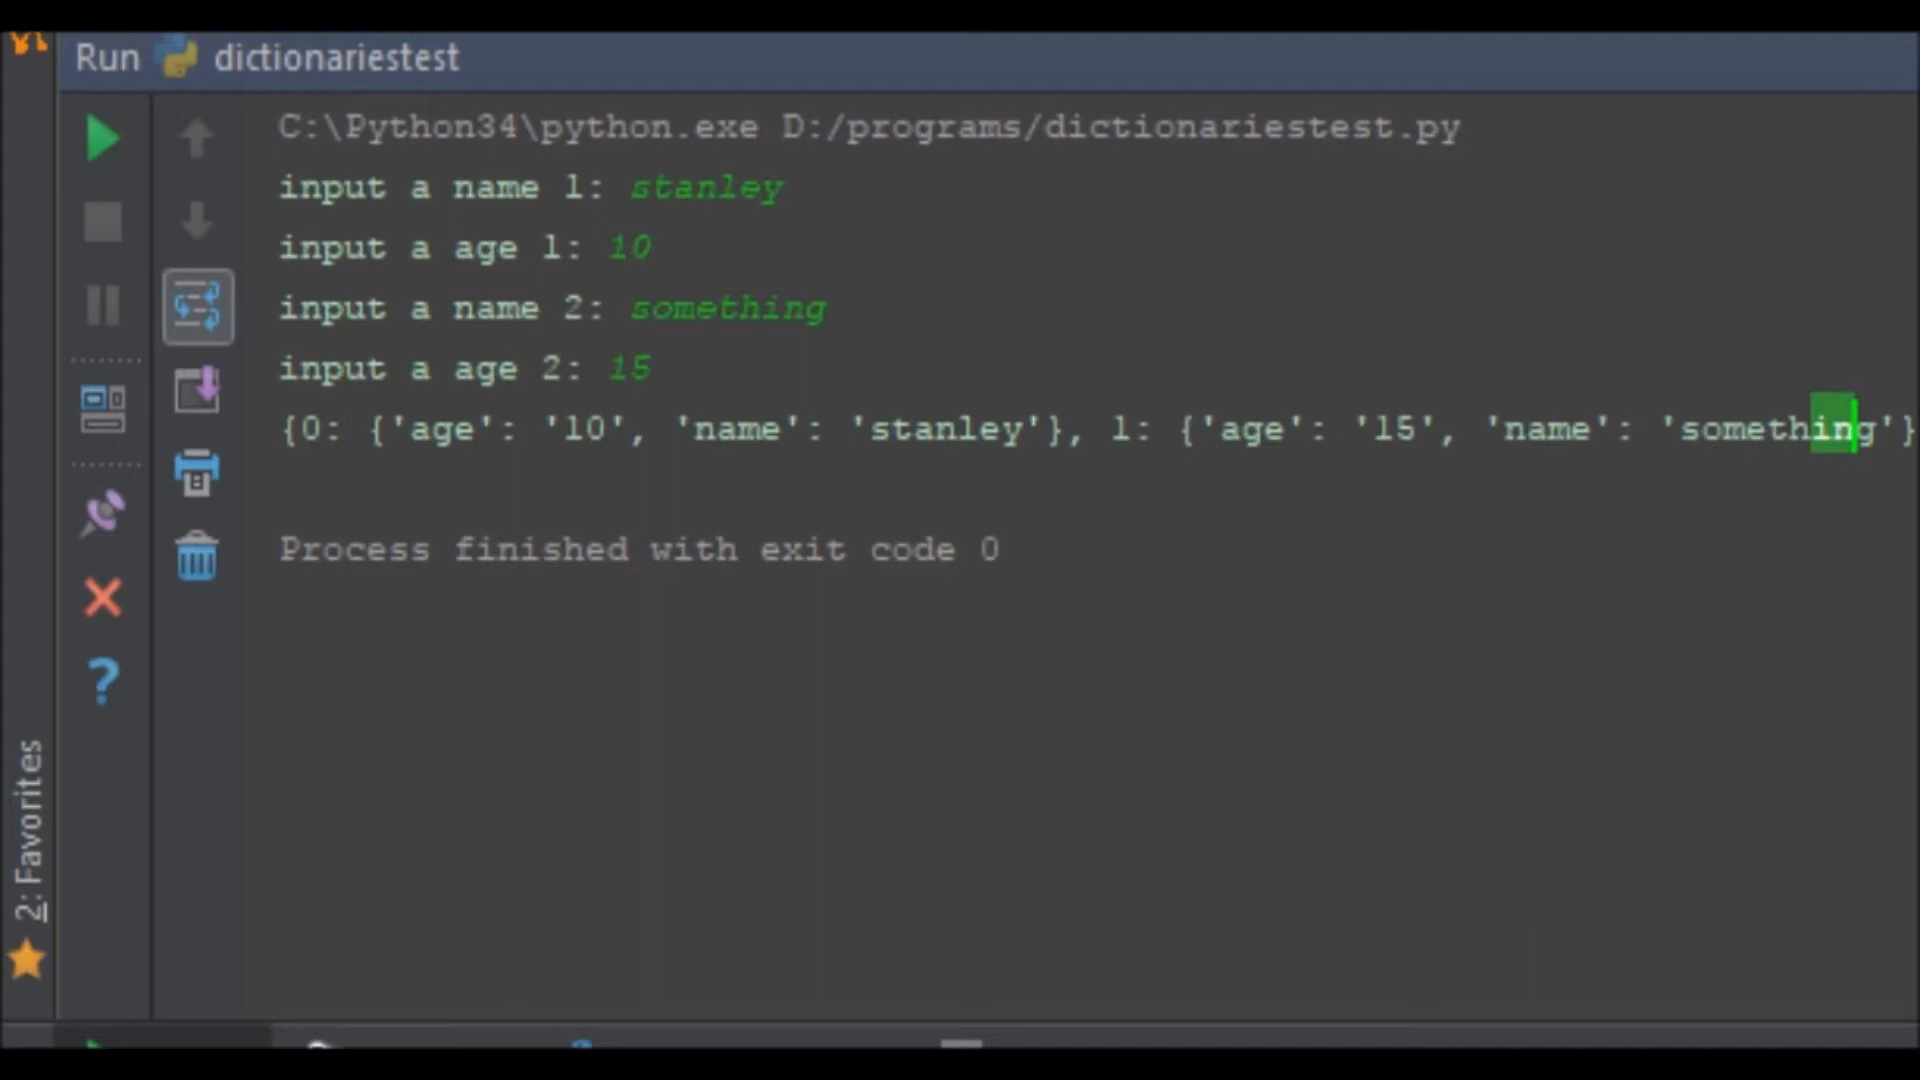 Run dictionariestest
C:\Python34\python.exe D:/programs/dictionariestest.py
input a name 1: stanley
input a age 1: 10
input a name 2: something
input a age 2: 15
{0: {'age': '10', 'name': 'stanley'}, 1: {'age': '15', 'name': 'something'}
Process finished with exit code 0
2: Favorites